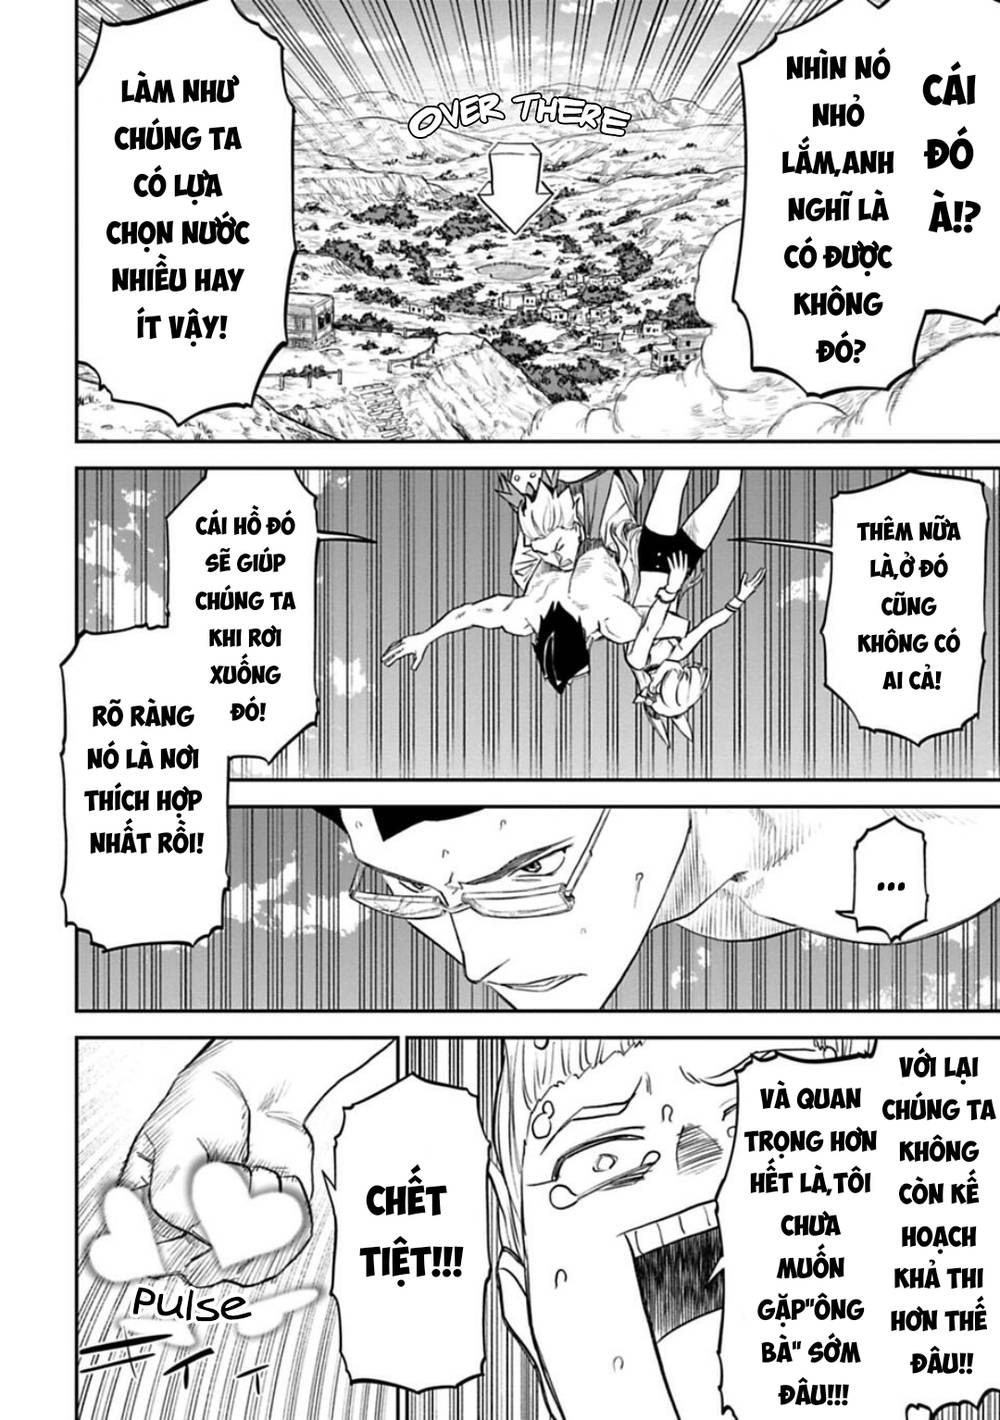 CÁI
ĐÓ
À!?
NHÌN NÓ
NHỎ
LẮM,ANH
NGHĨ LÀ
CÓ ĐƯỢC
KHÔNG
ĐÓ?
OVER THERE
LÀM NHƯ
CHÚNG TA
CÓ LỰA
CHỌN NƯỚC
NHIỀU HAY
ÍT VẬY!
THÊM NỮA
LÀ,Ở ĐÓ
CŨNG
KHÔNG CÓ
AI CẢ!
CÁI HỒ ĐÓ
SẼ GIÚP
CHÚNG TA
KHI RƠI
XUỐNG
ĐÓ!
RÕ RÀNG
NÓ LÀ NƠI
THÍCH HỢP
NHẤT RỒI!
...
VỚI LẠI
CHÚNG TA
KHÔNG
CÒN KẾ
HOẠCH
KHẢ THI
HƠN THẾ
ĐÂU!!
VÀ QUAN
TRỌNG HƠN
HẾT LÀ,TÔI
CHƯA
MUỐN
GẶP"ÔNG
BÀ" SỚM
ĐÂU!!!
CHẾT
TIỆT!!!
PULSE